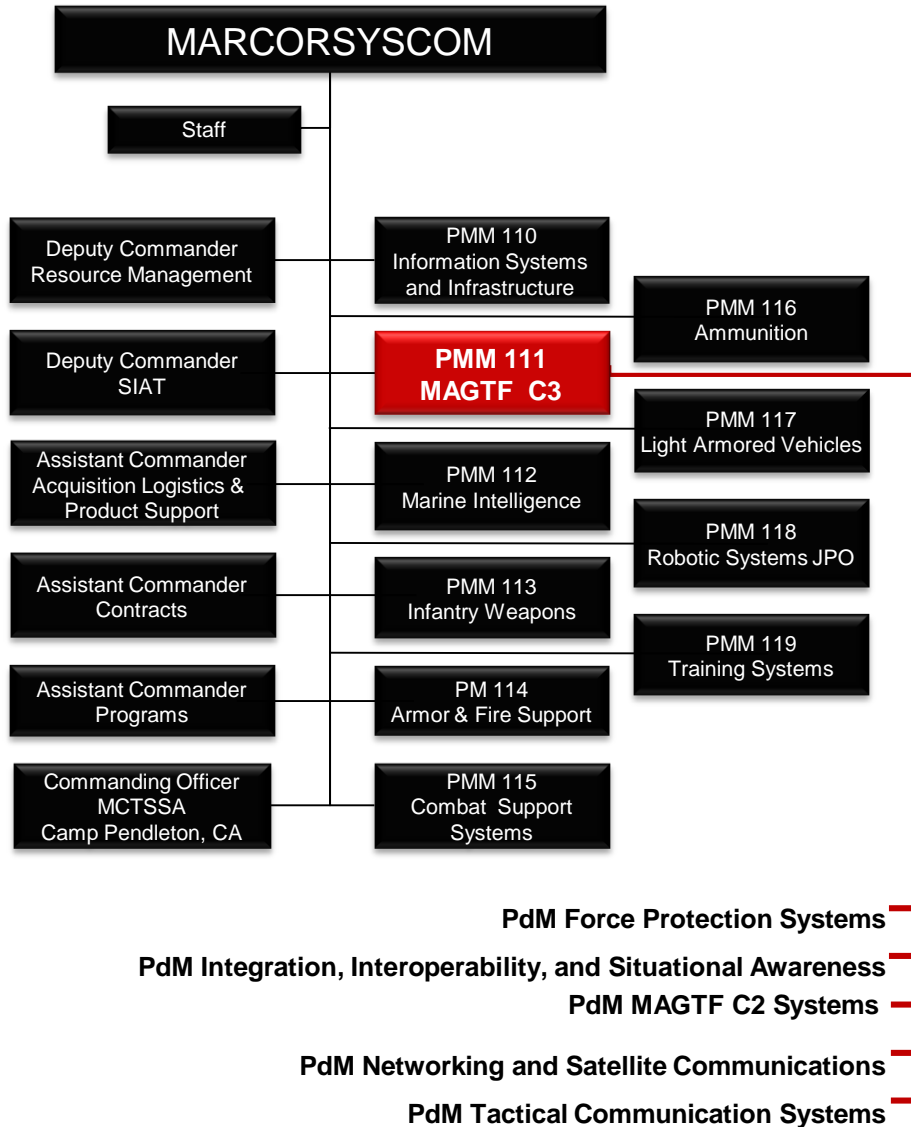 MARCORSYSCOM
Staff
Deputy Commander
Resource Management
PMM 110
Information Systems
and Infrastructure
PMM 116
Ammunition
Deputy Commander
SIAT
PMM 111
MAGTF C3
PMM 117
Light Armored Vehicles
Assistant Commander
Acquisition Logistics &
Product Support
PMM 112
Marine Intelligence
PMM 118
Robotic Systems JPO
Assistant Commander
Contracts
PMM 113
Infantry Weapons
PMM 119
Training Systems
Assistant Commander
Programs
PM 114
Armor & Fire Support
Commanding Officer
MCTSSA
Camp Pendleton, CA
PMM 115
Combat Support
Systems
PdM Force Protection Systems
PdM Integration, Interoperability, and Situational Awareness
PdM MAGTF C2 Systems
PdM Networking and Satellite Communications
PdM Tactical Communication Systems